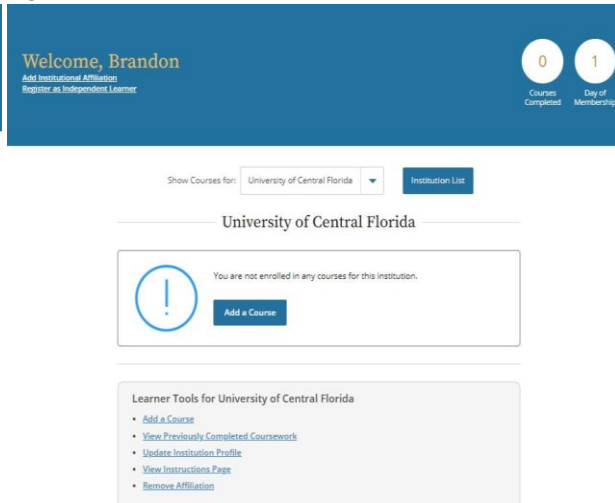 Welcome, Brandon
Add Institutional Affiliation
Register as Independent Learner
0
Courses
Completed
1
Day of
Membership
Show Courses for:
University of Central Florida
Institution List
University of Central Florida
You are not enrolled in any courses for this institution.
Add a Course
Learner Tools for University of Central Florida
Add a Course
View Previously Completed Coursework
Update Institution Profile
View Instructions Page
Remove Affiliation